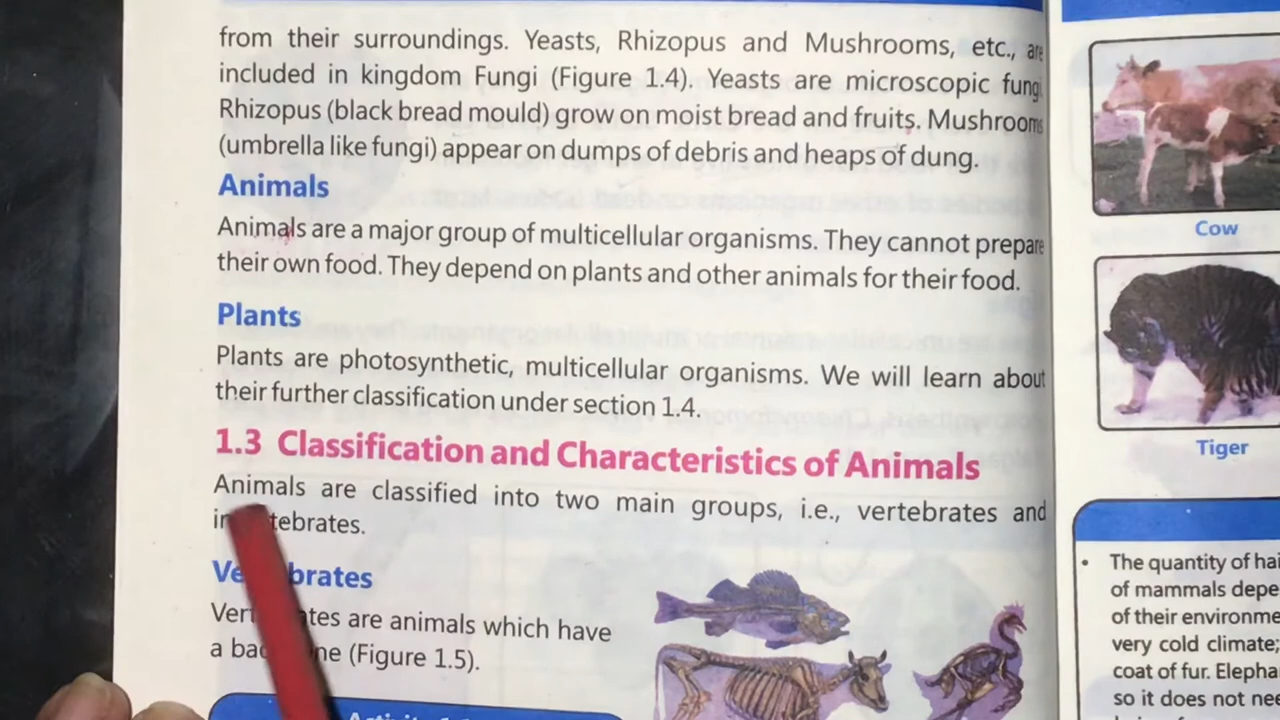 from their surroundings. Yeasts, Rhizopus and Mushrooms, etc., are
included in kingdom Fungi (Figure 1.4). Yeasts are microscopic fungi
Rhizopus (black bread mould) grow on moist bread and fruits. Mushrooms
(umbrella like fungi) appear on dumps of debris and heaps of dung.
Animals
Animals are a major group of multicellular organisms. They cannot prepare
their own food. They depend on plants and other animals for their food.
Plants
Plants are photosynthetic, multicellular organisms. We will learn about
their further classification under section 1.4.
1.3 Classification and Characteristics of Animals
Animals are classified into two main groups, i.e., vertebrates and
tebrates.
brates
are animals which have
a (Figure 1.5).
Cow
Tiger
• The quantity of hai
of mammals depe
of their environme
very cold climate;
coat of fur. Elepha
so it does not nee